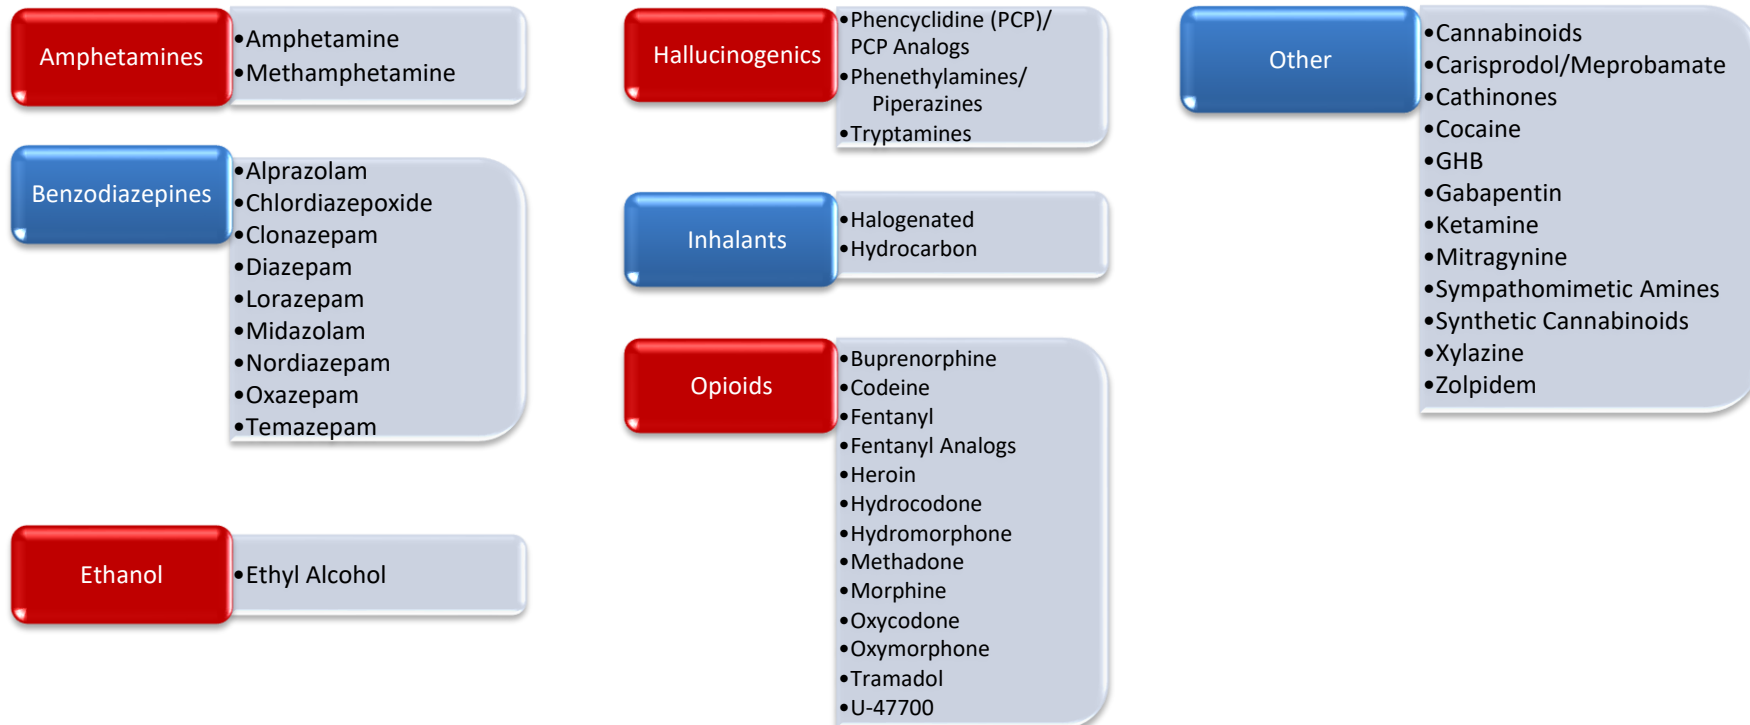 Amphetamines
•Amphetamine
•Methamphetamine
Benzodiazepines
•Alprazolam
•Chlordiazepoxide
•Clonazepam
•Diazepam
•Lorazepam
•Midazolam
•Nordiazepam
•Oxazepam
•Temazepam
Ethanol
•Ethyl Alcohol
Hallucinogenics
•Phencyclidine (PCP)/
PCP Analogs
•Phenethylamines/
Piperazines
•Tryptamines
Inhalants
•Halogenated
•Hydrocarbon
Opioids
•Buprenorphine
•Codeine
•Fentanyl
•Fentanyl Analogs
•Heroin
•Hydrocodone
•Hydromorphone
•Methadone
•Morphine
•Oxycodone
•Oxymorphone
•Tramadol
•U-47700
Other
•Cannabinoids
•Carisprodol/Meprobamate
•Cathinones
•Cocaine
•GHB
•Gabapentin
•Ketamine
•Mitragynine
•Sympathomimetic Amines
•Synthetic Cannabinoids
•Xylazine
•Zolpidem